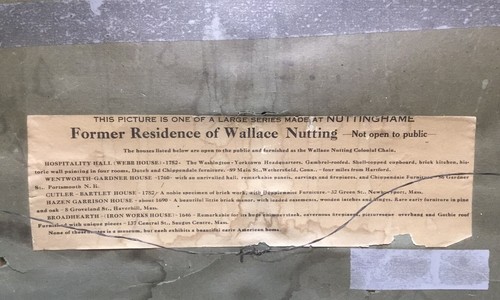 THIS PICTURE IS ONE OF A LARGE SERIES MADE AT NUTTINGHAME
Former Residence of Wallace Nutting —Not open to public—
The houses listed below are open to the public and furnished as the Wallace Nutting Colonial Chain.
HOSPITALITY HALL (WEBB HOUSE)-1752- The Washington-Yorktown Headquarters. Gambrel-roofed. Shell-topped cupboard, brick kitchen, his-
toric wall painting in four rooms, Dutch and Chippendale furniture. Main St., Wethersfield, Conn.,-four miles from Hartford.
WENTWORTH-GARDNER HOUSE -1760- with an unrivalled hall, panels, carvings and fireplaces, and Chippendale Furniture. Gardner
St., Portsmouth N. H.
CUTLER - BARTLET HOUSE - 1782- A noble specimen of brick work, with Furniture.- 32 Green St., Newburyport, Mass.
HAZEN GARRISON HOUSE - about 1690 - A beautiful little brick manor, with leaded casements, wooden latches and hinges. Rare early furniture in pine
and oak - 8 Groveland St., Haverhill, Mass.
BROADHEARTH - (IRON WORKS HOUSE)- 1646 - Remarkable for its huge chimney stack, cavernous fireplaces, picturesque overhang and Gothic roof
Furnished with unique pieces - 137 Central St., Saugus Centre, Mass.
None of these houses is a museum, but each exhibits a beautiful early American home.